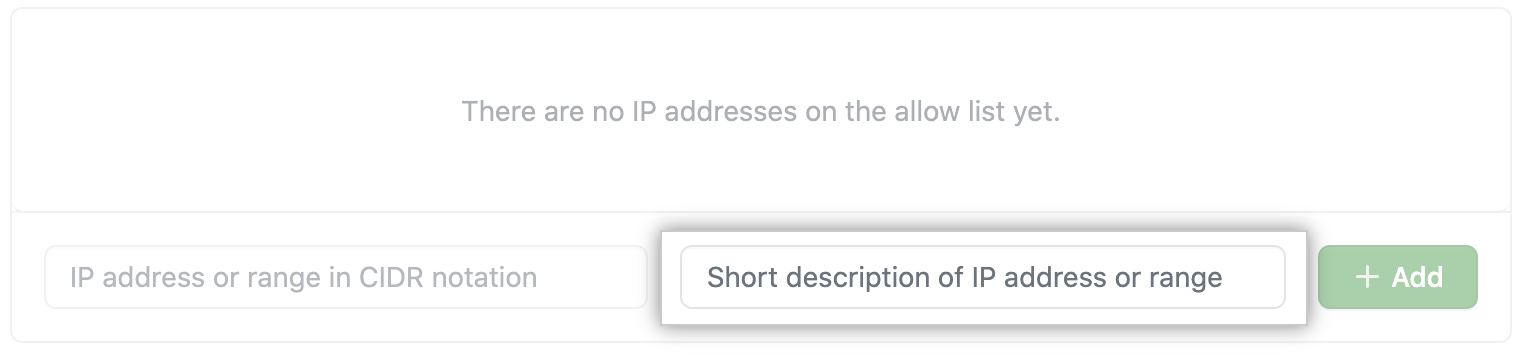 There are no IP addresses on the allow list yet.
IP address or range in CIDR notation
Short description of IP address or range
+ Add